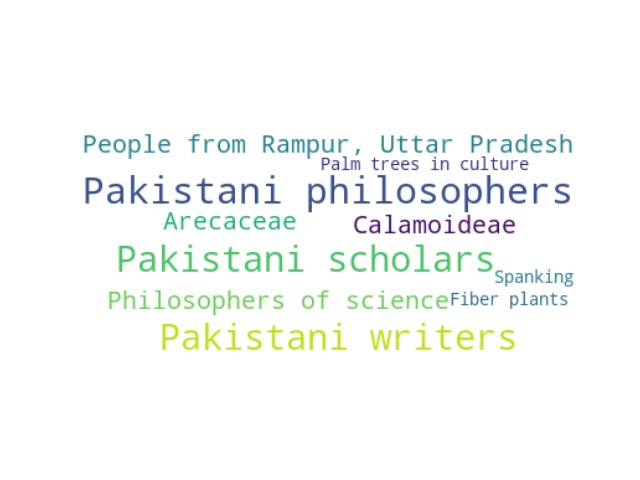 People from Rampur, Uttar Pradesh
Palm trees in culture
Pakistani philosophers
Arecaceae
Calamoideae
Pakistani scholars
Spanking
Philosophers of science
Fiber plants
Pakistani writers